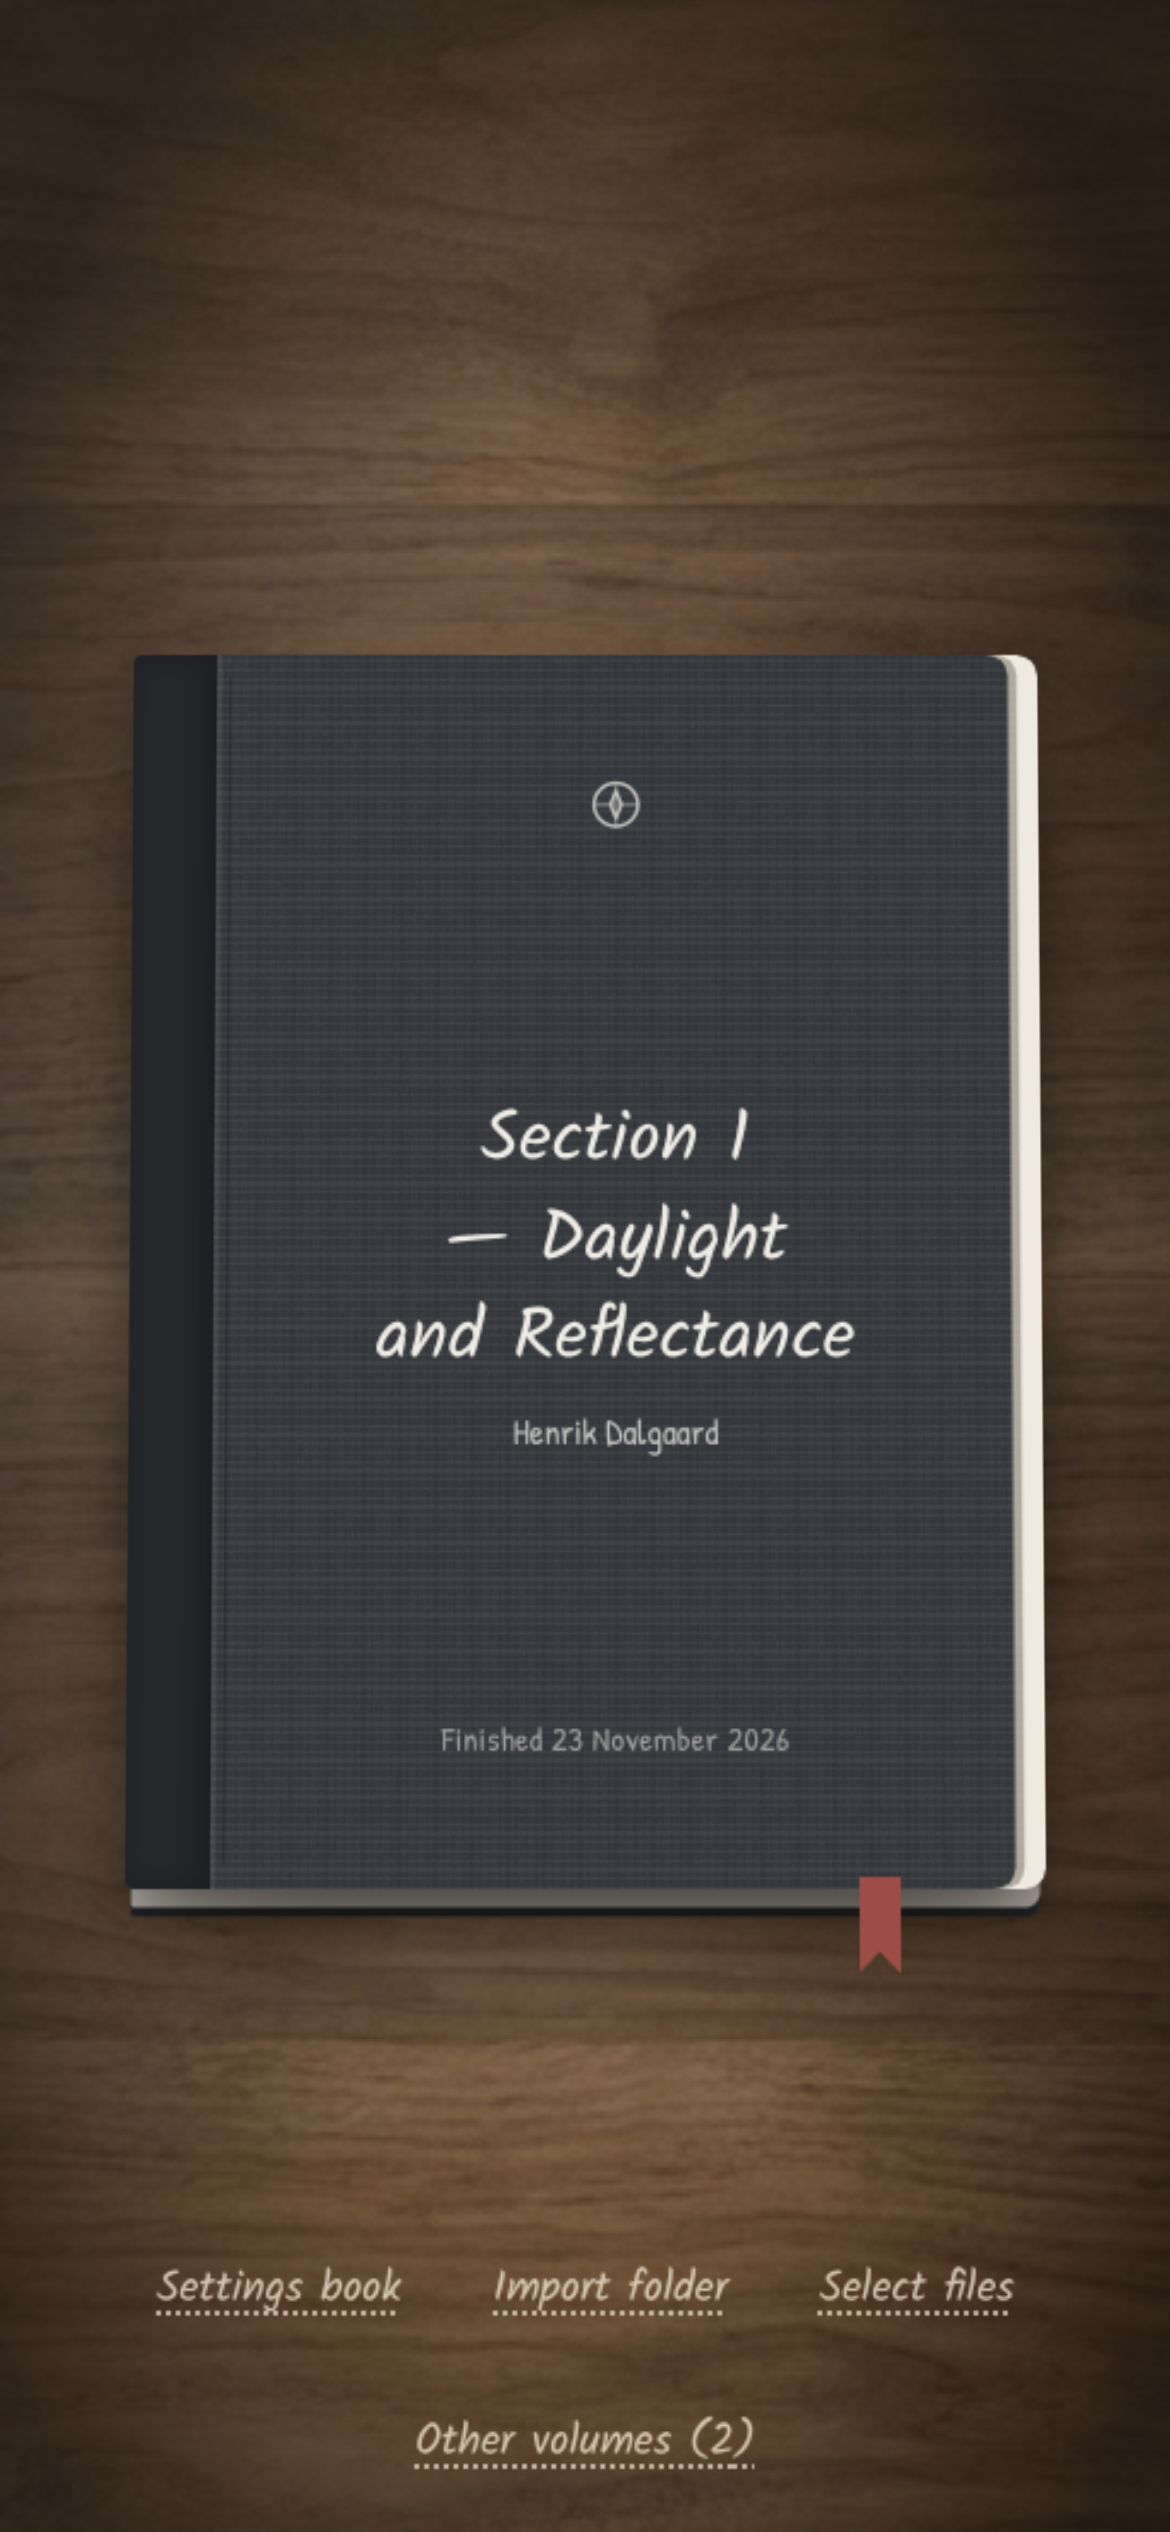 Section 1
— Daylight
and Reflectance
Henrik Dalgaard
Finished 23 November 2026
Settings book
Import folder
Select files
Other volumes (2)